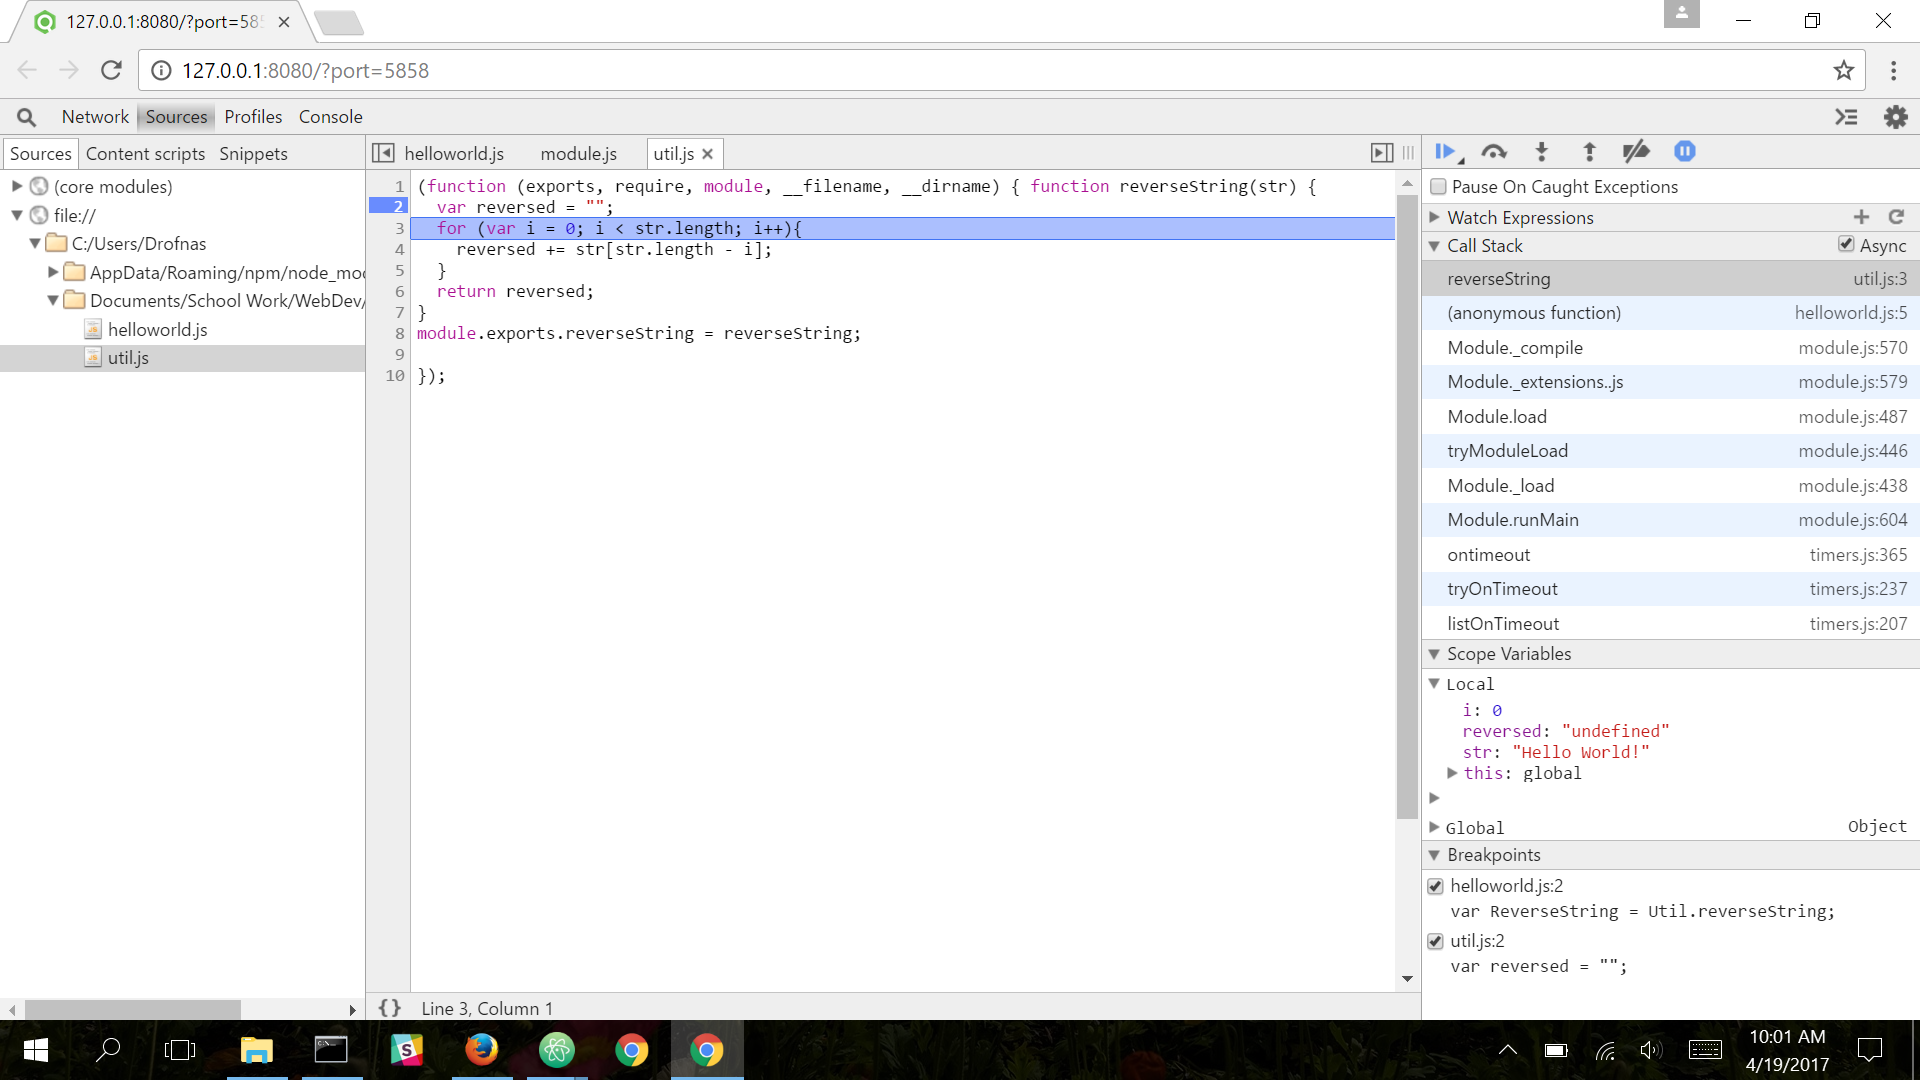 127.0.0.1:8080/?port=585
127.0.0.1:8080/?port=5858
Network Sources Profiles Console
Sources Content scripts Snippets
(core modules)
file://
C:/Users/Drofnas
AppData/Roaming/npm/node_mo
Documents/School Work/WebDev/
helloworld.js
util.js
helloworld.js module.js util.js
1 (function (exports, require, module, __filename, __dirname) { function reverseString(str) {
2 var reversed = "";
3 for (var i = 0; i < str.length; i++){
4 reversed += str[str.length - i];
5 }
6 return reversed;
7 }
8 module.exports.reverseString = reverseString;
9
10 });
{} Line 3, Column 1
Pause On Caught Exceptions
Watch Expressions
Call Stack Async
reverseString util.js:3
(anonymous function) helloworld.js:5
Module._compile module.js:570
Module._extensions..js module.js:579
Module.load module.js:487
tryModuleLoad module.js:446
Module._load module.js:438
Module.runMain module.js:604
ontimeout timers.js:365
tryOnTimeout timers.js:237
listOnTimeout timers.js:207
Scope Variables
Local
i: 0
reversed: "undefined"
str: "Hello World!"
this: global
Global Object
Breakpoints
helloworld.js:2
var ReverseString = Util.reverseString;
util.js:2
var reversed = "";
10:01 AM
4/19/2017